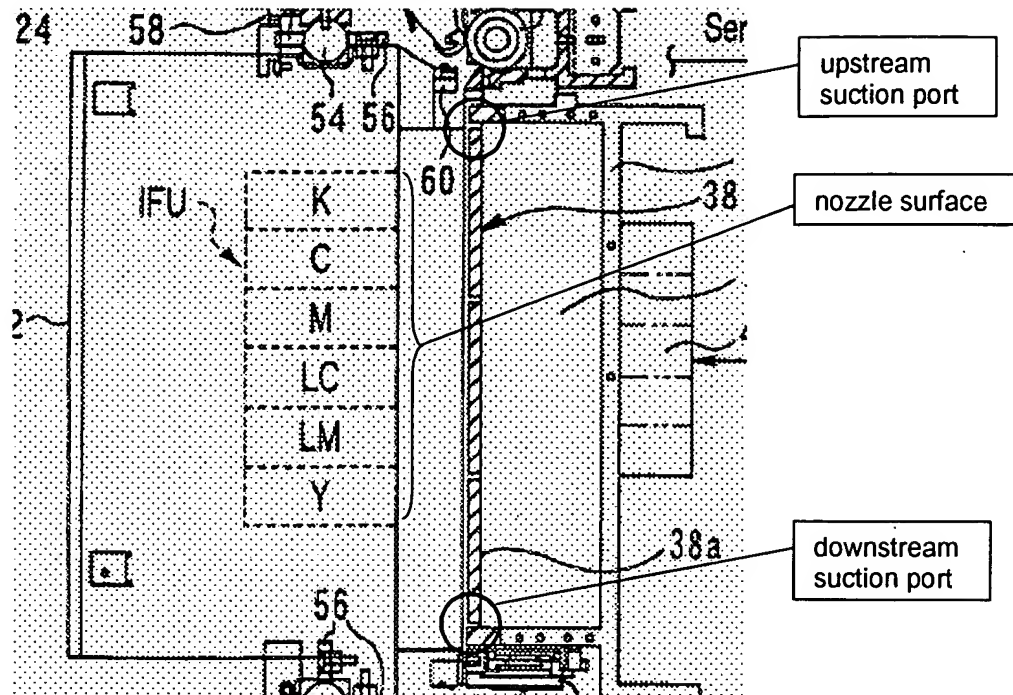 24
58
Ser
54
56
upstream
suction port
60
IFU
K
38
nozzle surface
C
2
M
LC
LM
Y
38a
downstream
suction port
56